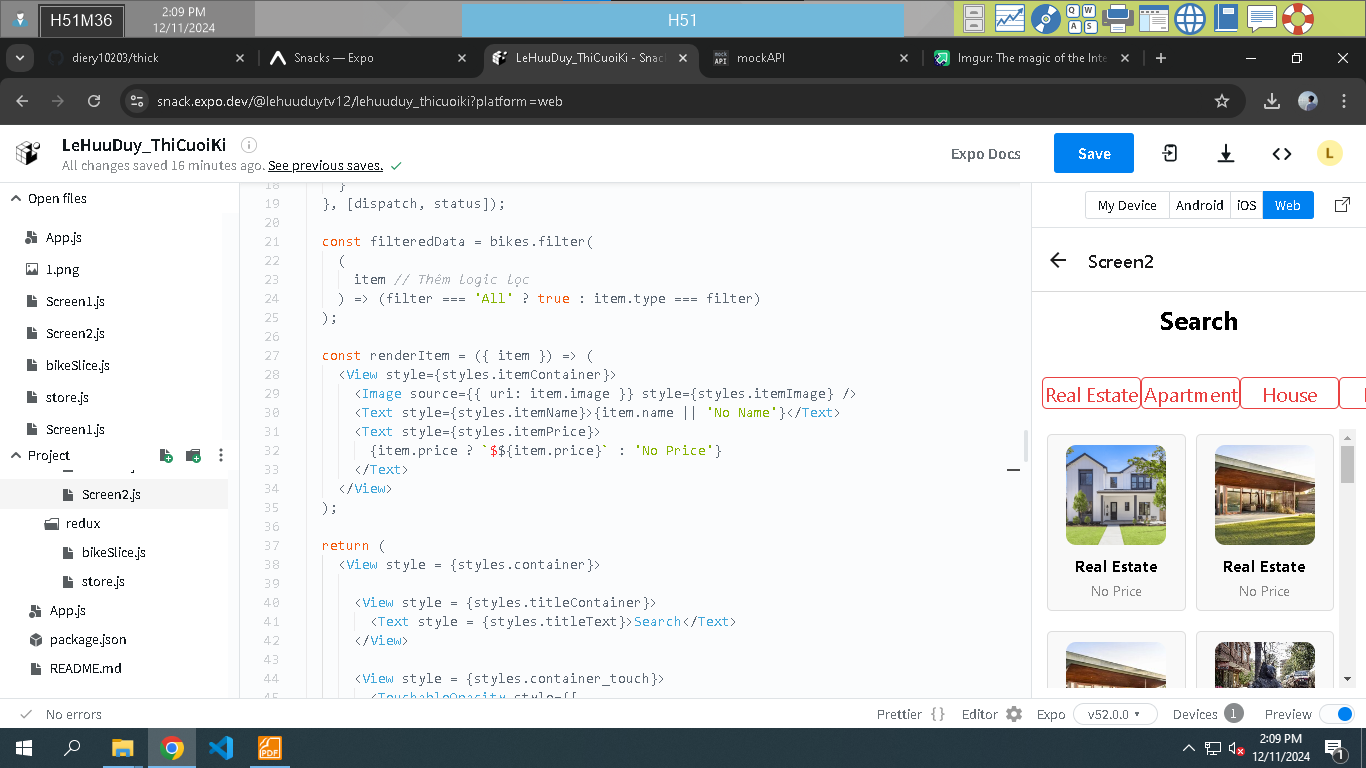 H51M36
2:09 PM
12/11/2024
H51
Q W
A S
diery10203/thick
Snacks — Expo
LeHuuDuy_ThiCuoiKi - Snac
mockAPI
Imgur: The magic of the Inte
snack.expo.dev/@lehuuduytv12/lehuuduy_thicuoiki?platform=web
LeHuuDuy_ThiCuoiKi
All changes saved 16 minutes ago. See previous saves.
Expo Docs
Save
L
Open files
App.js
1.png
Screen1.js
Screen2.js
bikeSlice.js
store.js
Screen1.js
Project
Screen2.js
redux
bikeSlice.js
store.js
App.js
package.json
README.md
18 }
19 }, [dispatch, status]);
20
21 const filteredData = bikes.filter(
22 (
23 item // Thêm logic lọc
24 ) => (filter === 'All' ? true : item.type === filter)
25 );
26
27 const renderItem = ({ item }) => (
28 <View style={styles.itemContainer}>
29 <Image source={{ uri: item.image }} style={styles.itemImage} />
30 <Text style={styles.itemName}>{item.name || 'No Name'}</Text>
31 <Text style={styles.itemPrice}>
32 {item.price ? `$${item.price}` : 'No Price'}
33 </Text>
34 </View>
35 );
36
37 return (
38 <View style = {styles.container}>
39
40 <View style = {styles.titleContainer}>
41 <Text style = {styles.titleText}>Search</Text>
42 </View>
43
44 <View style = {styles.container_touch}>
45 <TouchableOpacity style={[
My Device
Android
iOS
Web
Screen2
Search
Real Estate
Apartment
House
Real Estate
No Price
Real Estate
No Price
No errors
Prettier {}
Editor
Expo
v52.0.0
Devices 1
Preview
PDF
2:09 PM
12/11/2024
1